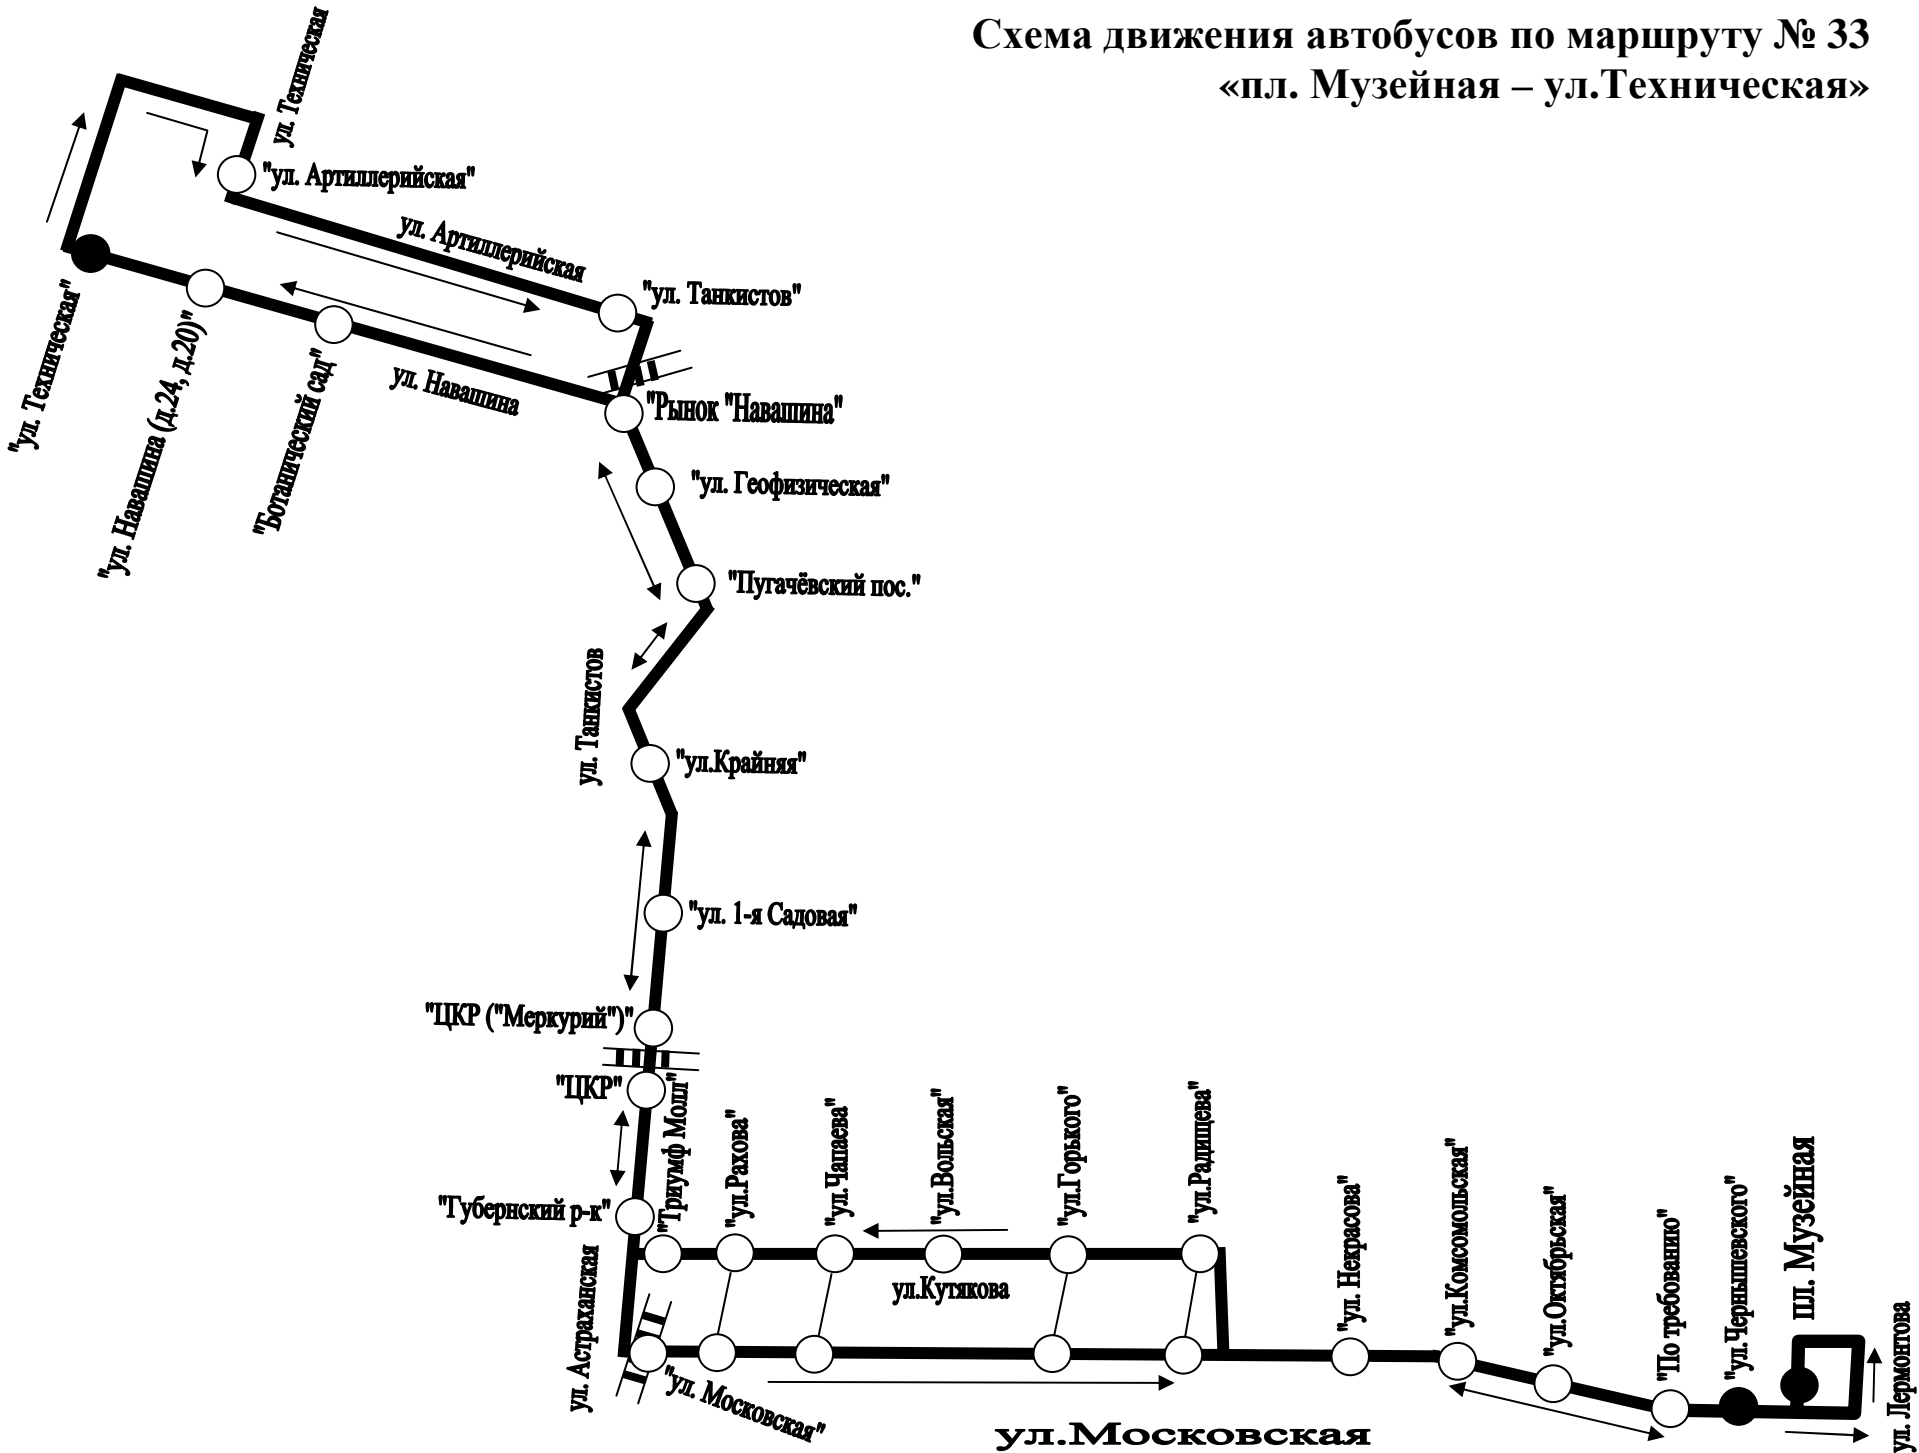 Схема движения автобусов по маршруту № 33
«пл. Музейная – ул.Техническая»
ул. Техническая
"ул. Артиллерийская"
ул. Артиллерийская
"ул. Танкистов"
"ул. Техническая"
"ул. Навашина (д.24, д.20)"
"Ботанический сад"
ул. Навашина
"Рынок "Навашина"
"ул. Геофизическая"
"Пугачёвский пос."
ул. Танкистов
"ул.Крайняя"
"ул. 1-я Садовая"
"ЦКР ("Меркурий")"
"ЦКР"
"Губернский р-к"
"Триумф Молл"
"ул.Рахова"
"ул.Чапаева"
"ул.Вольская"
"ул.Горького"
"ул.Радищева"
ул.Кутякова
"ул. Некрасова"
"ул.Комсомольская"
"ул.Октябрьская"
"По требованию"
"ул.Чернышевского"
пл. Музейная
ул. Лермонтова
ул. Астраханская
"ул. Московская"
ул.Московская